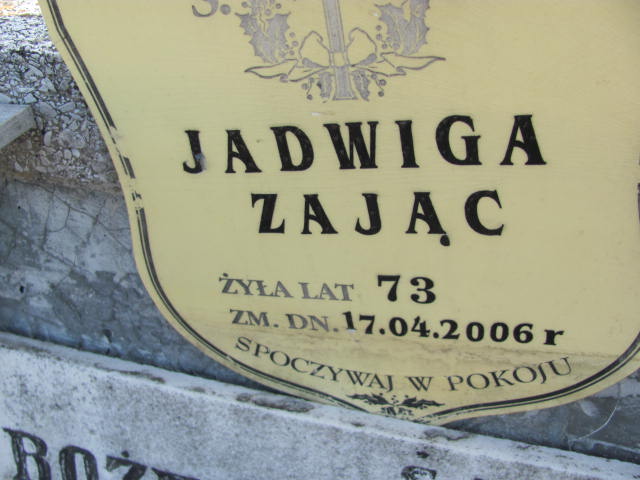 Ś.
JADWIGA
ZAJĄC
ŻYŁA LAT 73
ZM. DN. 17.04.2006 r
SPOCZYWAJ W POKOJU